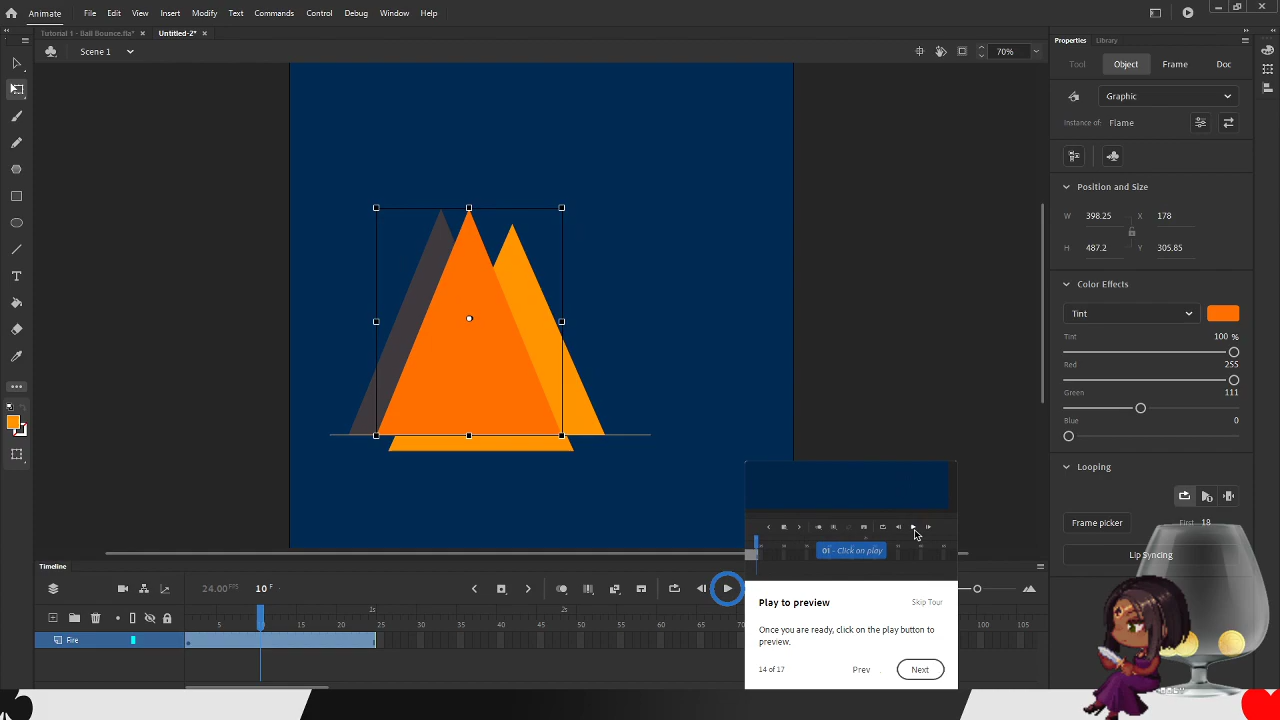 Animate File Edit View Insert Modify Text Commands Control Debug Window Help
Tutorial 1 - Ball Bounce.fla* Untitled-2*
Scene 1 70%
Properties Library
Tool Object Frame Doc
Graphic
Instance of: Flame
Position and Size
W 398.25 X 178
H 487.2 Y 305.85
Color Effects
Tint
Tint 100 %
Red 255
Green 111
Blue 0
Looping
Frame picker First 18
Lip Syncing
01 - Click on play
Play to preview Skip Tour
Once you are ready, click on the play button to
preview.
14 of 17 Prev Next
Timeline
24.00 FPS 10 F
1s 2s
5 15 20 25 30 35 40 45 50 55 60 65 70 100 105
Fire